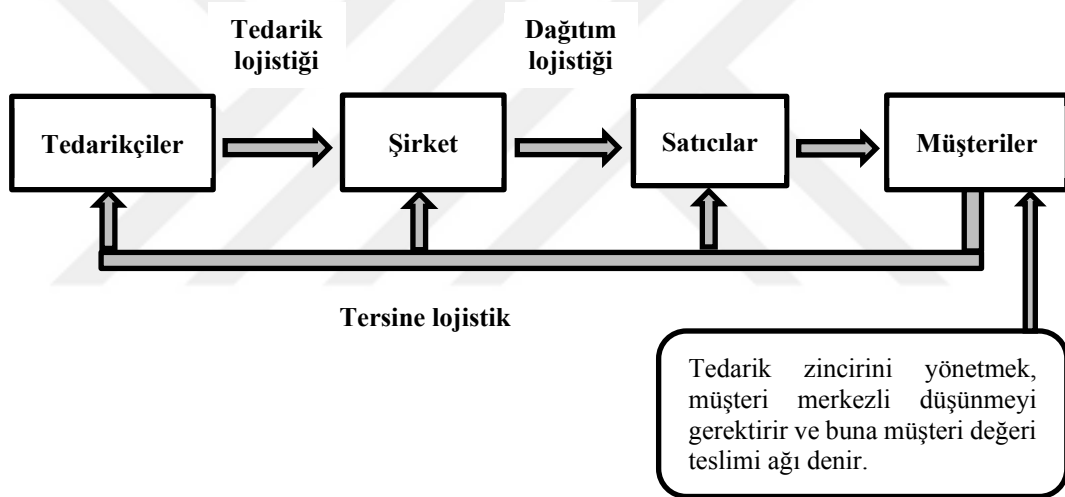 Tedarik
lojistiği
Dağıtım
lojistiği
Tedarikçiler
Şirket
Satıcılar
Müşteriler
Tersine lojistik
Tedarik zincirini yönetmek,
müşteri merkezli düşünmeyi
gerektirir ve buna müşteri değeri
teslimi ağı denir.